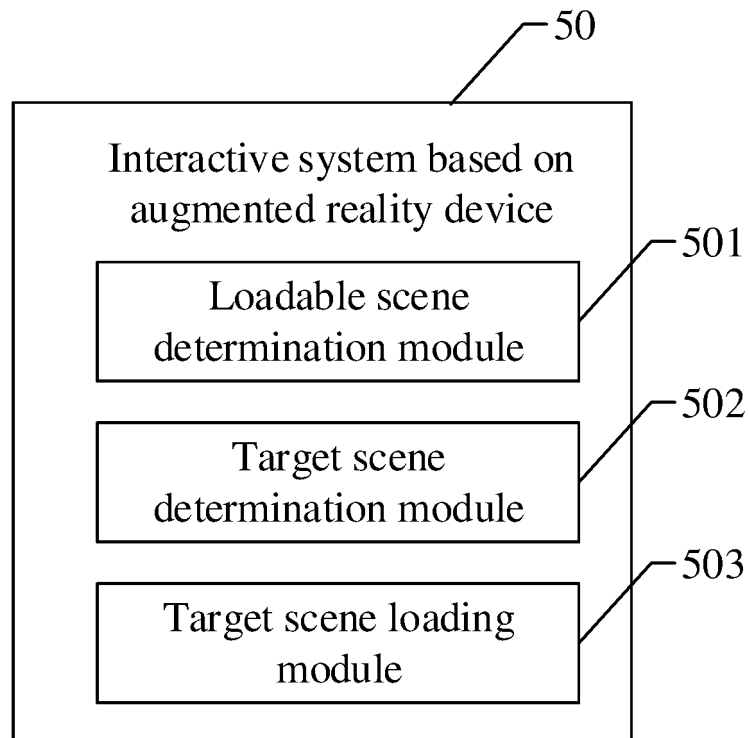 50
Interactive system based on
augmented reality device
501
Loadable scene
determination module
502
Target scene
determination module
503
Target scene loading
module